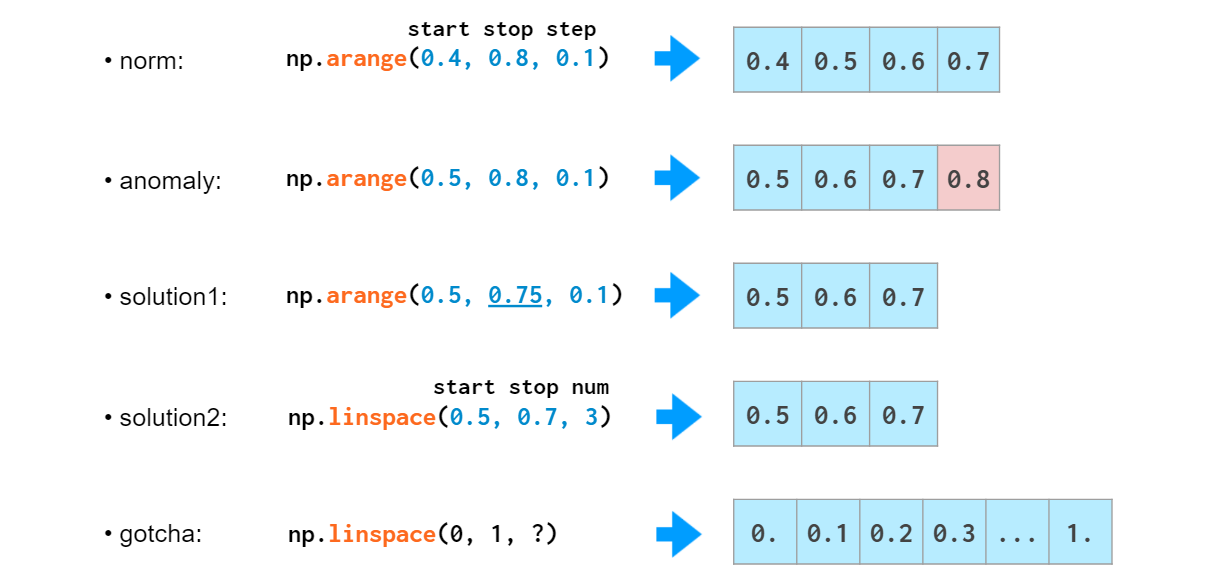 start stop step
• norm: np.arange(0.4, 0.8, 0.1) 0.4 0.5 0.6 0.7
• anomaly: np.arange(0.5, 0.8, 0.1) 0.5 0.6 0.7 0.8
• solution1: np.arange(0.5, 0.75, 0.1) 0.5 0.6 0.7
start stop num
• solution2: np.linspace(0.5, 0.7, 3) 0.5 0.6 0.7
• gotcha: np.linspace(0, 1, ?) 0. 0.1 0.2 0.3 ... 1.